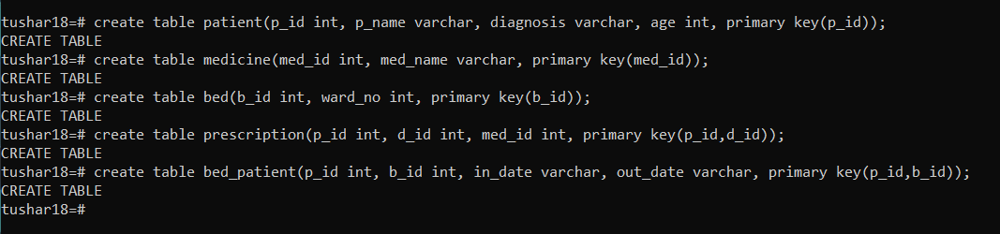 tushar18=# create table patient(p_id int, p_name varchar, diagnosis varchar, age int, primary key(p_id));
CREATE TABLE
tushar18=# create table medicine(med_id int, med_name varchar, primary key(med_id));
CREATE TABLE
tushar18=# create table bed(b_id int, ward_no int, primary key(b_id));
CREATE TABLE
tushar18=# create table prescription(p_id int, d_id int, med_id int, primary key(p_id,d_id));
CREATE TABLE
tushar18=# create table bed_patient(p_id int, b_id int, in_date varchar, out_date varchar, primary key(p_id,b_id));
CREATE TABLE
tushar18=#